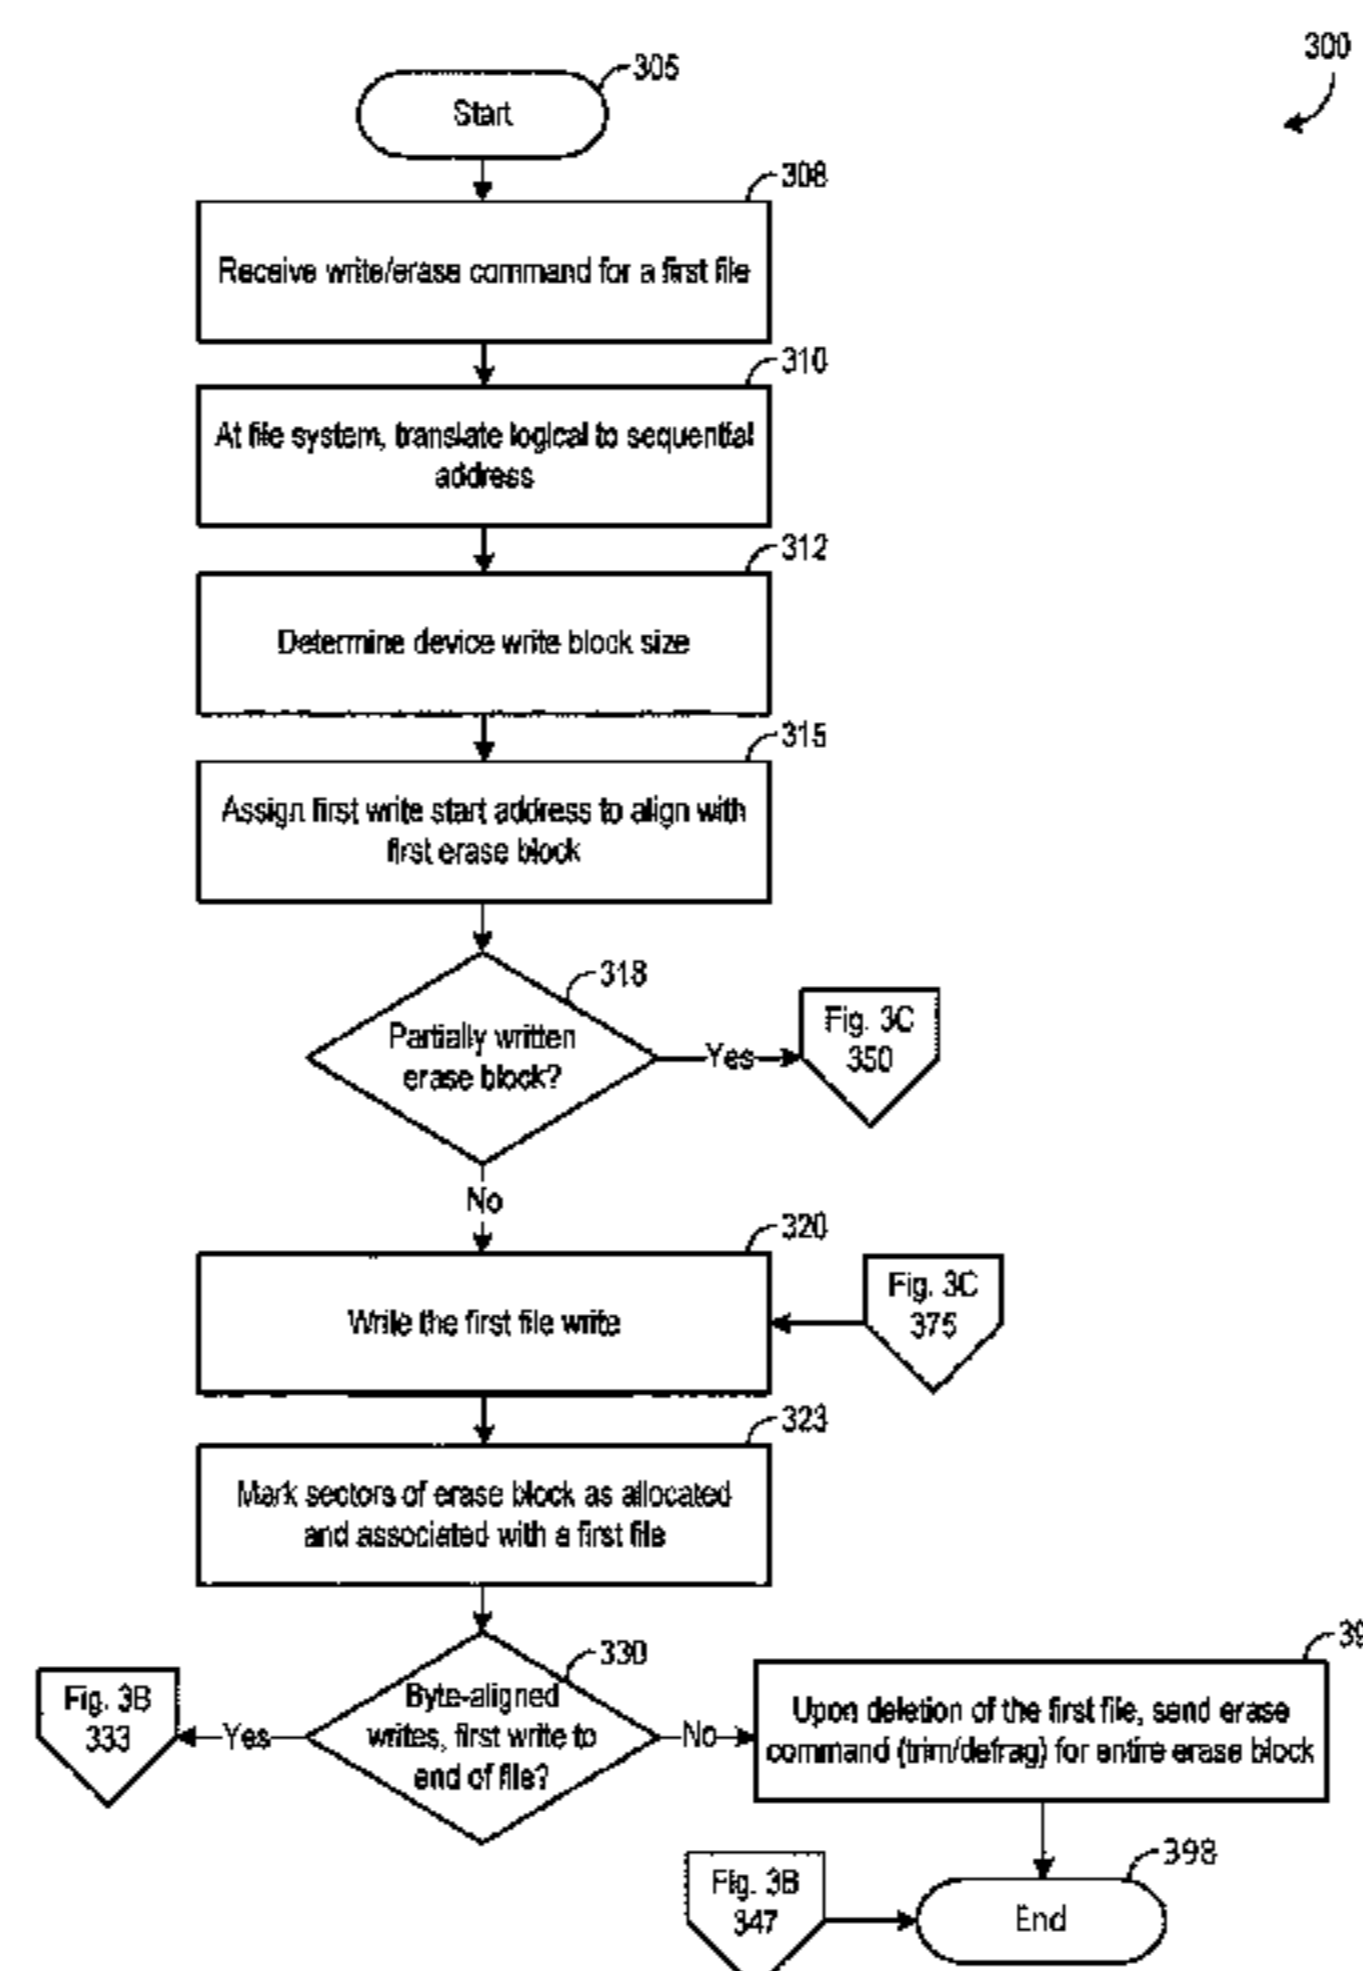 300
305
Start
308
Receive write/erase command for a first file
310
At file system, translate logical to sequential
address
312
Determine device write block size
315
Assign first write start address to align with
first erase block
318
Partially written
erase block?
Yes
Fig. 3C
350
No
320
Write the first file write
Fig. 3C
375
323
Mark sectors of erase block as allocated
and associated with a first file
330
Byte-aligned
writes, first write to
end of file?
Yes
Fig. 3B
333
No
39
Upon deletion of the first file, send erase
command (trim/defrag) for entire erase block
398
End
Fig. 3B
347